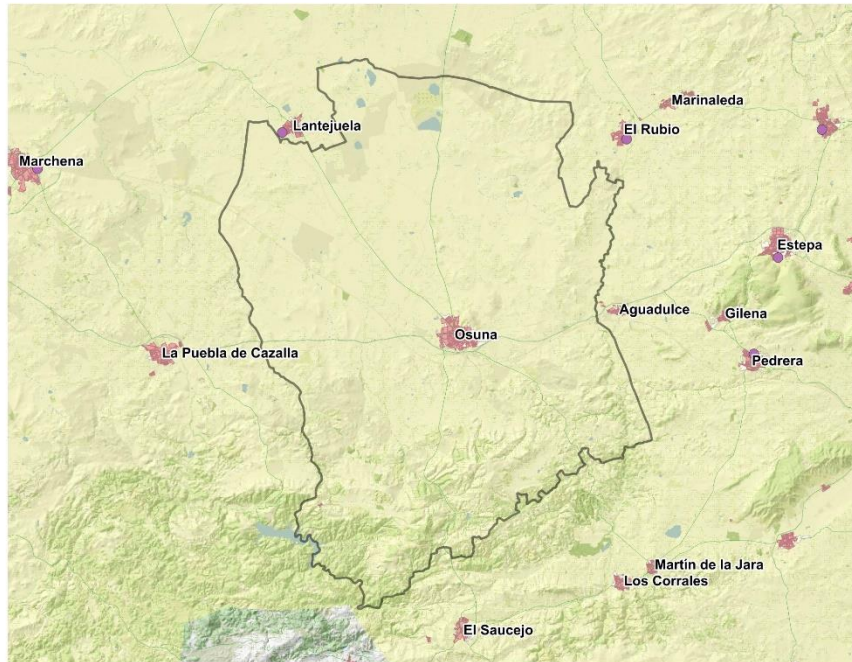 Marinaleda
Lantejuela
El Rubio
Marchena
Estepa
Aguadulce
Gilena
Osuna
La Puebla de Cazalla
Pedrera
Martín de la Jara
Los Corrales
El Saucejo